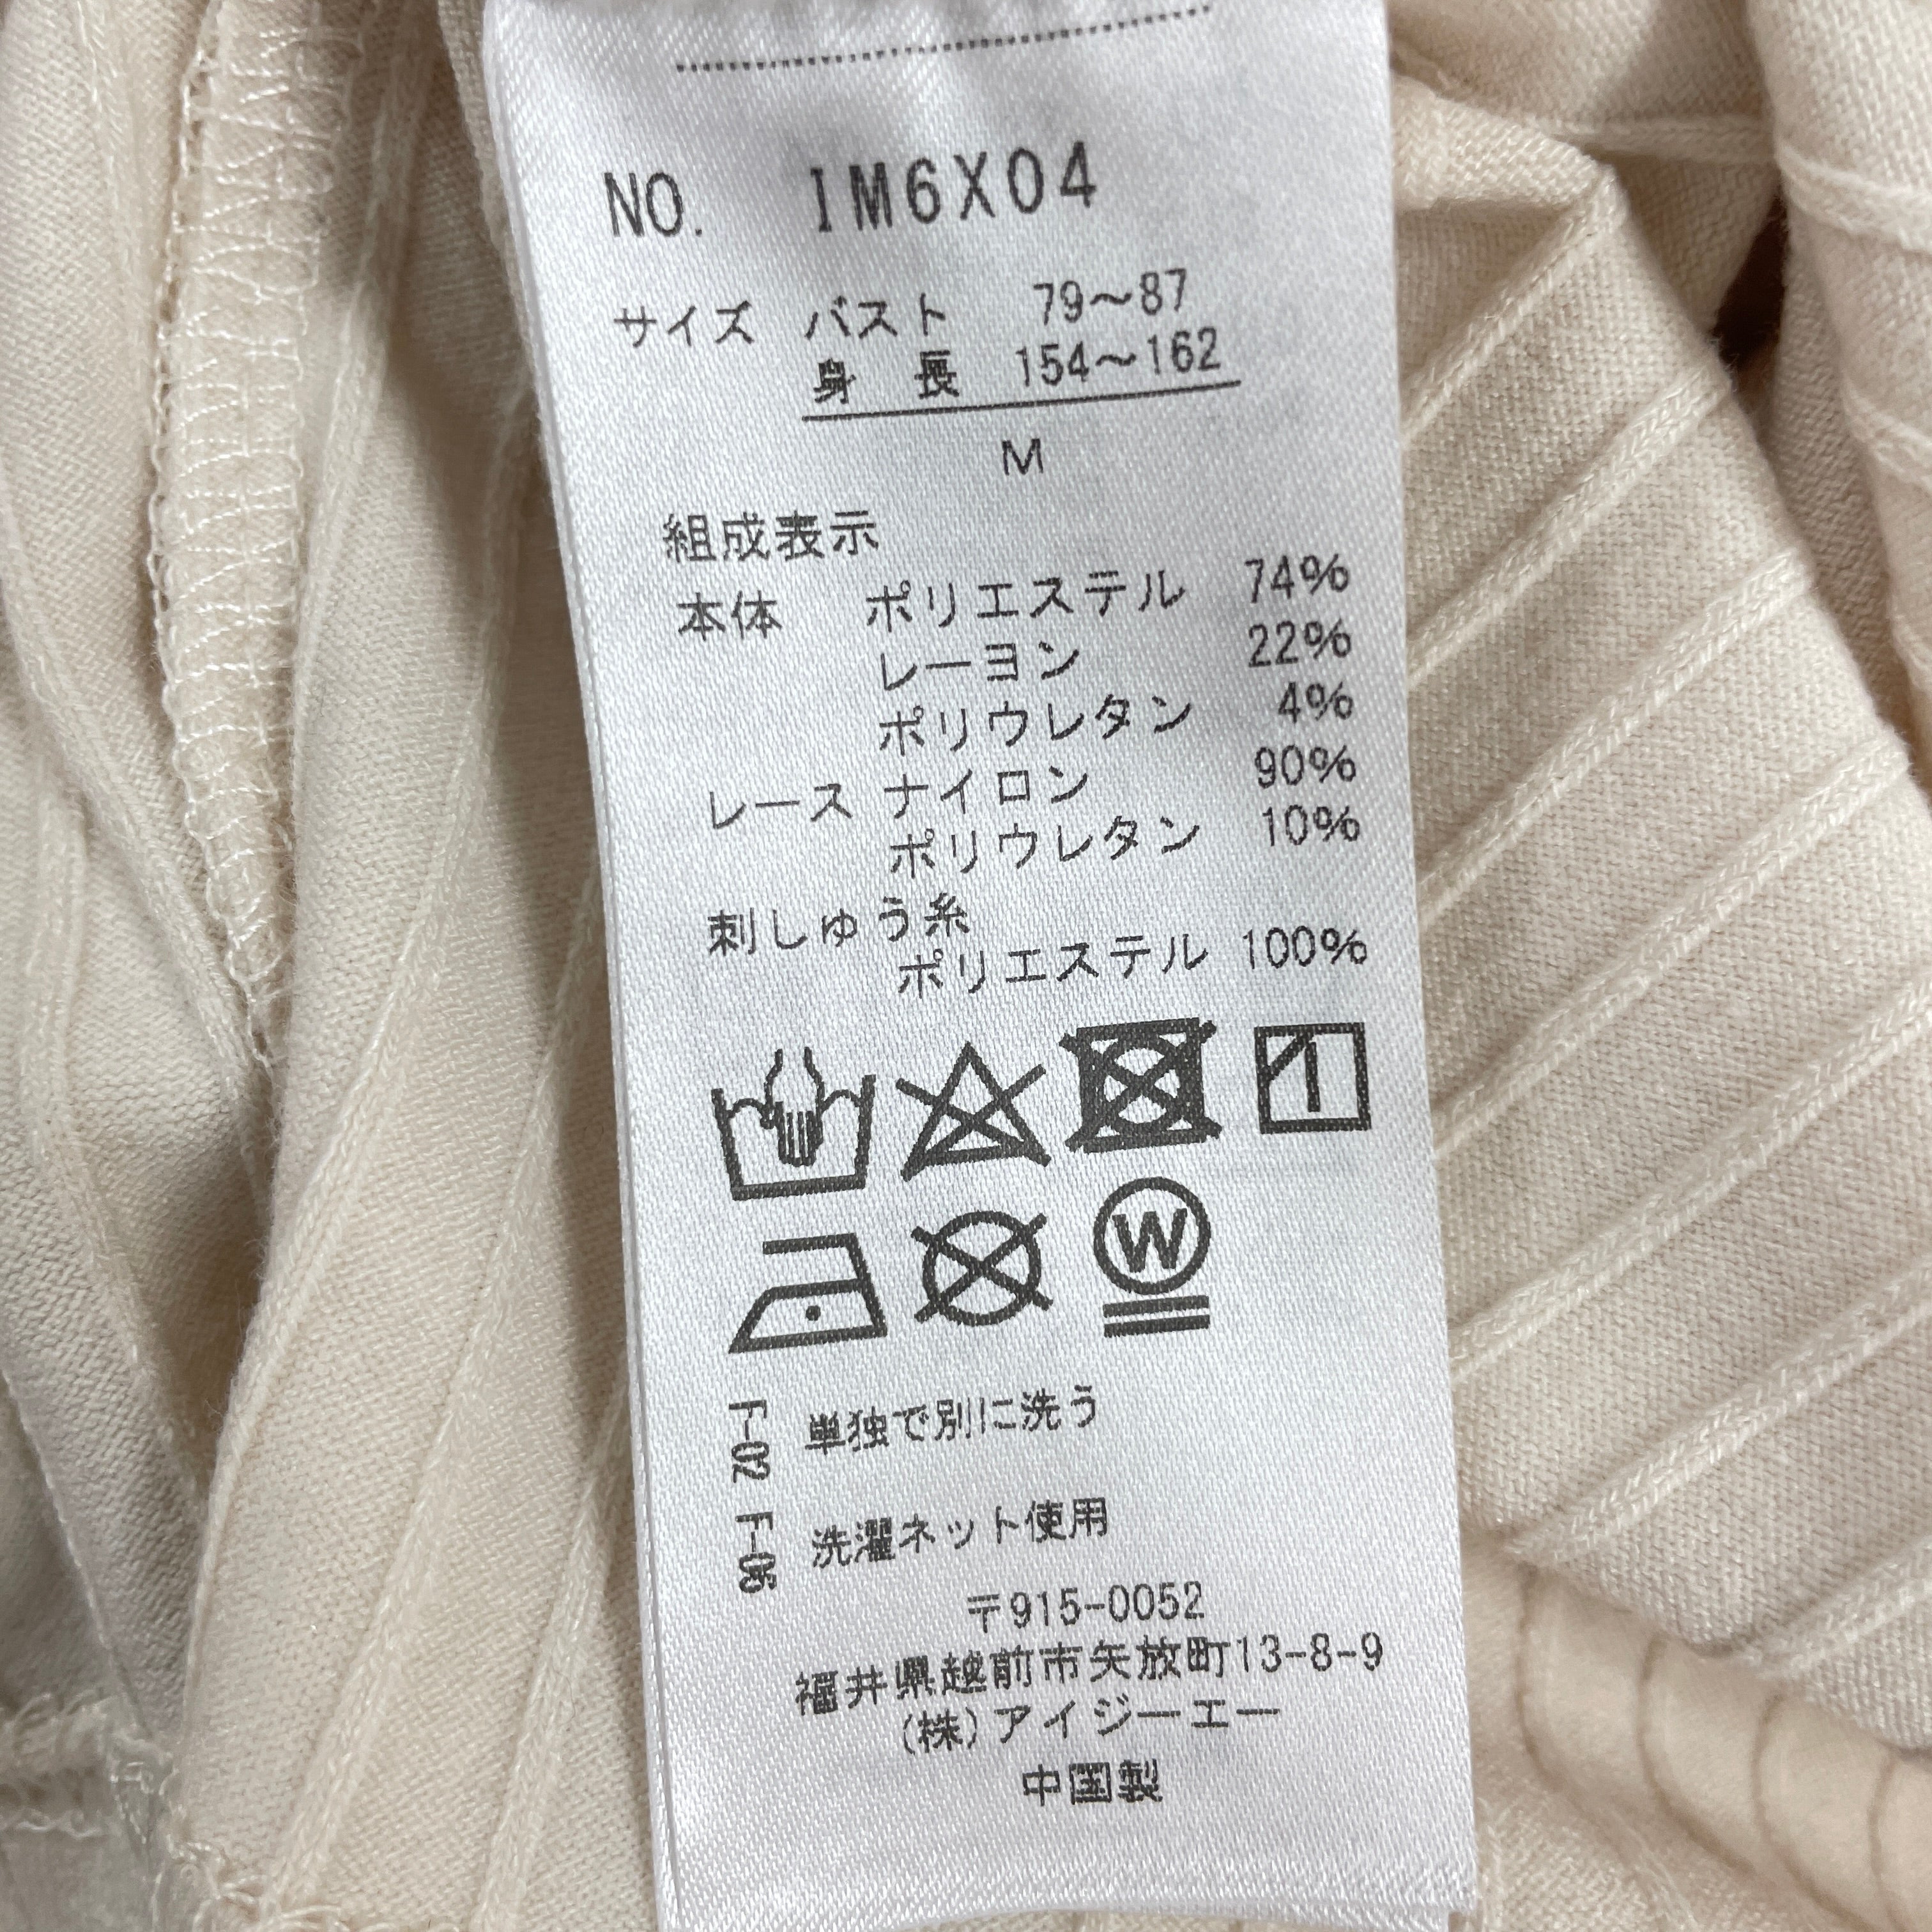 NO. IM6X04
サイズ バスト 79～87
身 長 154～162
M
組成表示
本体 ポリエステル 74%
レーヨン 22%
ポリウレタン 4%
レース ナイロン 90%
ポリウレタン 10%
刺しゅう糸
ポリエステル 100%
W
F-02 単独で別に洗う
F-06 洗濯ネット使用
〒915-0052
福井県越前市矢放町13-8-9
(株)アイジーエー
中国製